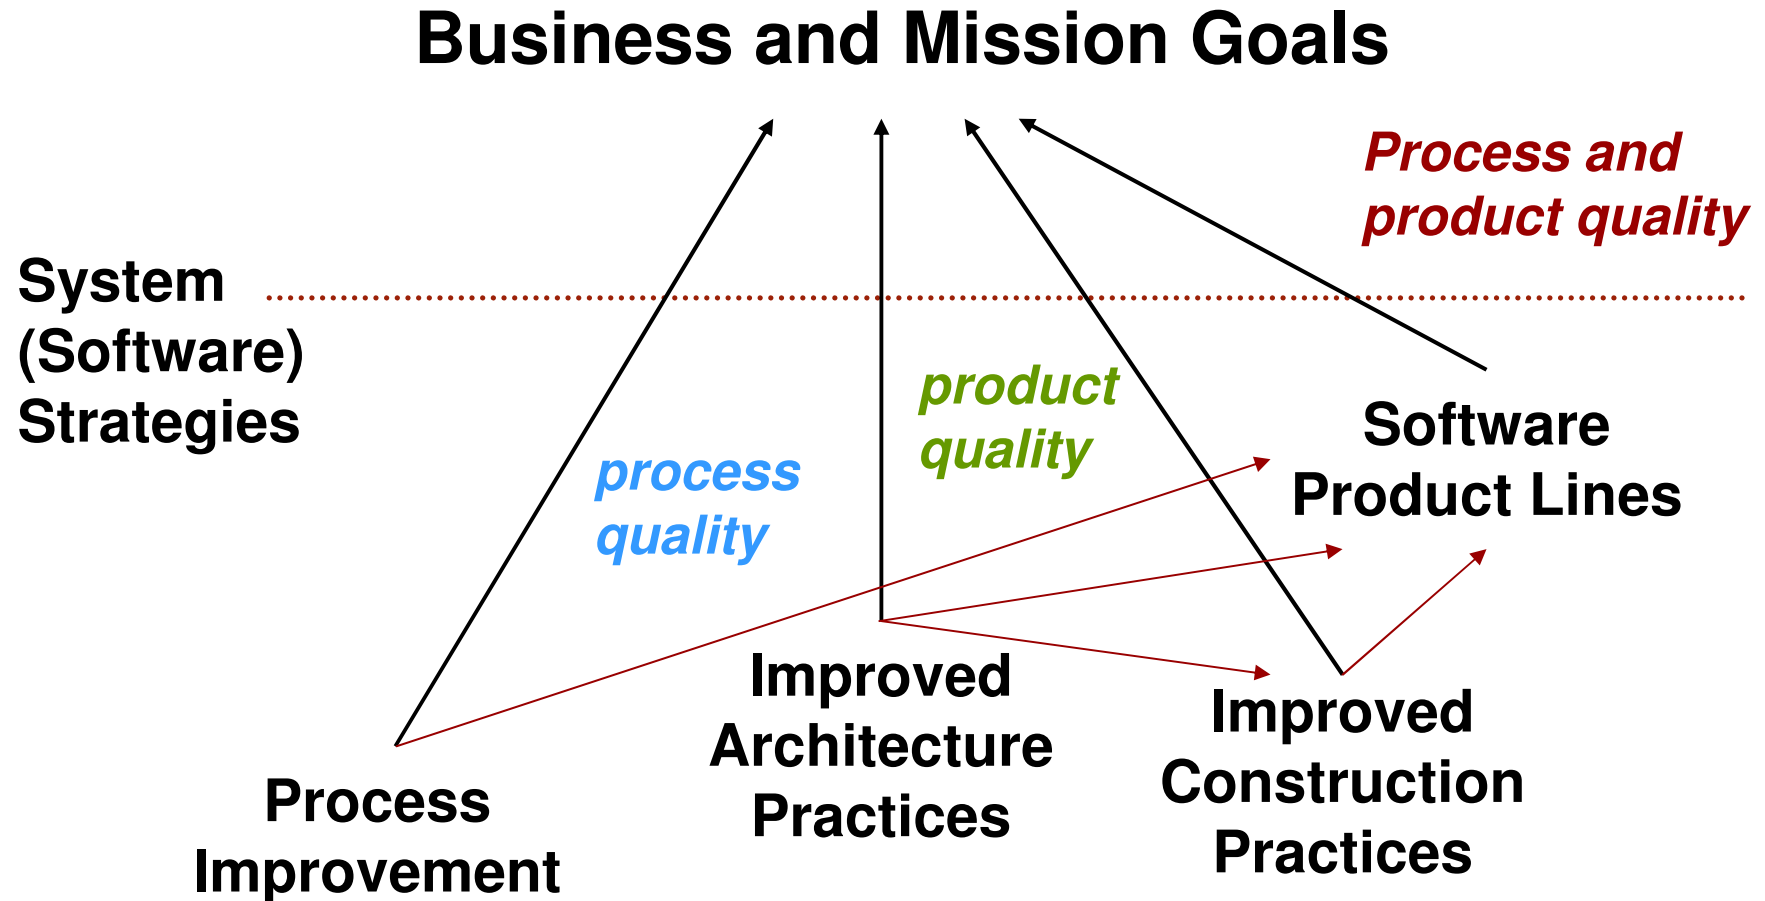 Business and Mission Goals
Process and
product quality
System
(Software)
Strategies
product
quality
process
quality
Software
Product Lines
Improved
Architecture
Practices
Improved
Construction
Practices
Process
Improvement